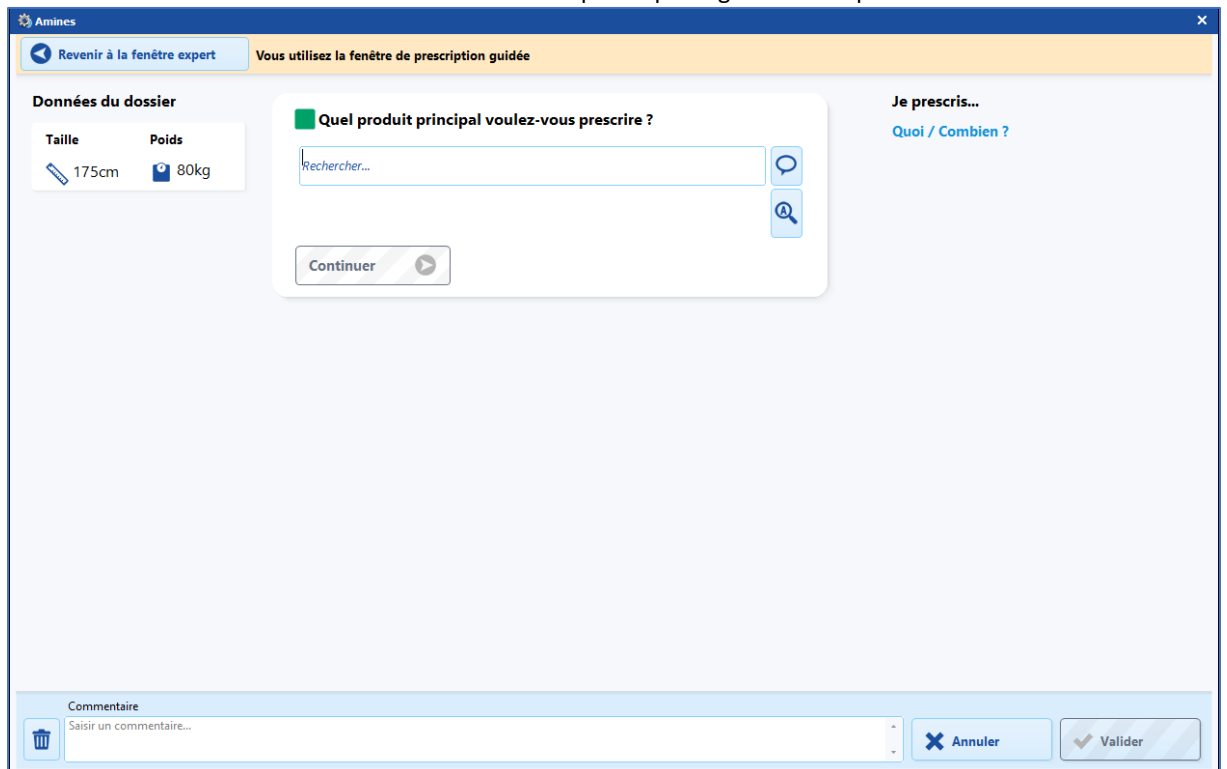 Amines
Revenir à la fenêtre expert
Vous utilisez la fenêtre de prescription guidée
Données du dossier
Taille Poids
175cm 80kg
Quel produit principal voulez-vous prescrire ?
Rechercher...
Continuer
Je prescris...
Quoi / Combien ?
Commentaire
Saisir un commentaire...
Annuler
Valider